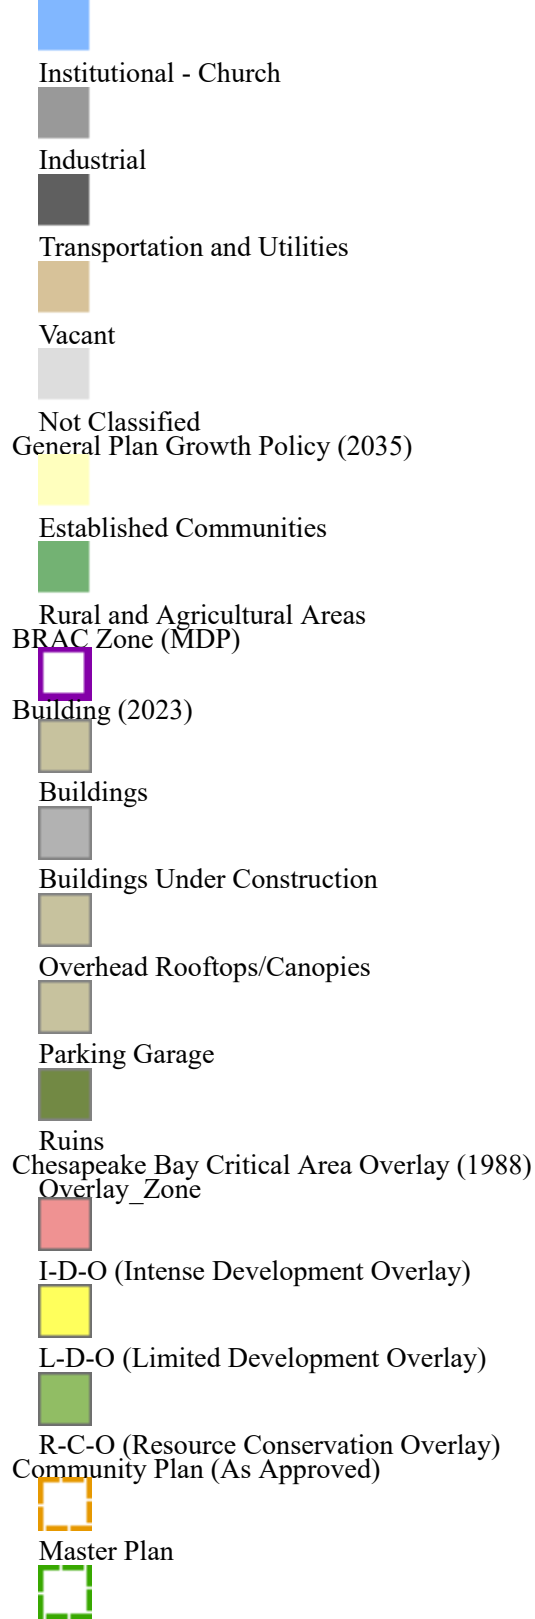 Institutional - Church
Industrial
Transportation and Utilities
Vacant
Not Classified
General Plan Growth Policy (2035)
Established Communities
Rural and Agricultural Areas
BRAC Zone (MDP)
Building (2023)
Buildings
Buildings Under Construction
Overhead Rooftops/Canopies
Parking Garage
Ruins
Chesapeake Bay Critical Area Overlay (1988)
Overlay_Zone
I-D-O (Intense Development Overlay)
L-D-O (Limited Development Overlay)
R-C-O (Resource Conservation Overlay)
Community Plan (As Approved)
Master Plan